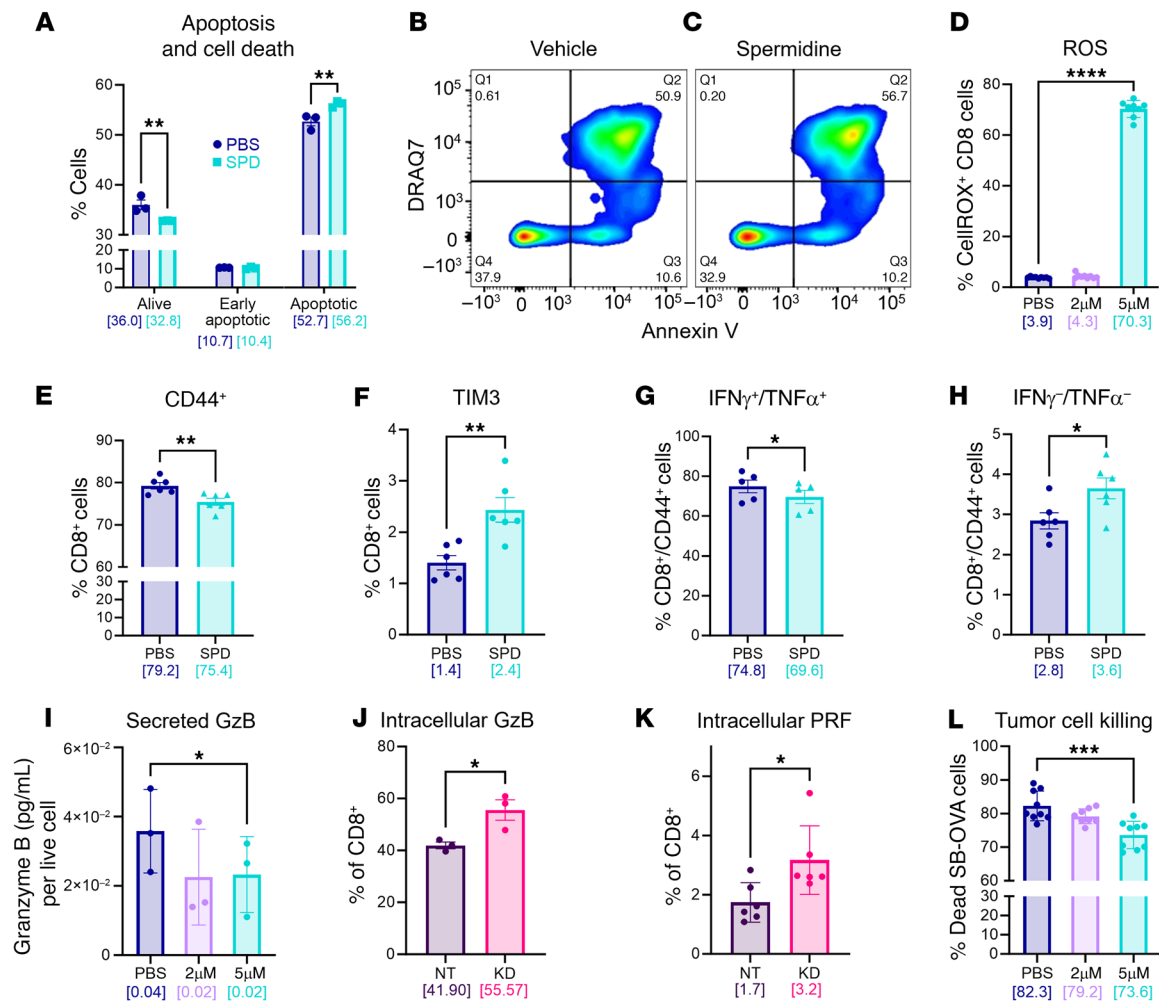 A
Apoptosis
and cell death
% Cells
60
50
40
30
20
10
0
**
**
PBS
SPD
Alive
Early
apoptotic
Apoptotic
[36.0] [32.8]
[10.7] [10.4]
[52.7] [56.2]
B
Vehicle
DRAQ7
10⁵
10⁴
10³
0
−10³
Q1
0.61
Q2
50.9
Q4
37.9
Q3
10.6
−10³ 0 10³ 10⁴ 10⁵
C
Spermidine
Q1
0.20
Q2
56.7
Q4
32.9
Q3
10.2
−10³ 0 10³ 10⁴ 10⁵
Annexin V
D
ROS
% CellROX⁺ CD8 cells
80
60
40
20
0
****
PBS 2μM 5μM
[3.9] [4.3] [70.3]
E
CD44⁺
% CD8⁺ cells
90
80
70
60
30
20
10
0
**
PBS SPD
[79.2] [75.4]
F
TIM3
% CD8⁺ cells
4
3
2
1
0
**
PBS SPD
[1.4] [2.4]
G
IFNγ⁺/TNFα⁺
% CD8⁺/CD44⁺ cells
100
80
60
40
20
0
*
PBS SPD
[74.8] [69.6]
H
IFNγ⁻/TNFα⁻
% CD8⁺/CD44⁺ cells
5
4
3
2
1
0
*
PBS SPD
[2.8] [3.6]
I
Secreted GzB
Granzyme B (pg/mL)
per live cell
6×10⁻²
4×10⁻²
2×10⁻²
0
*
PBS 2μM 5μM
[0.04] [0.02] [0.02]
J
Intracellular GzB
% of CD8⁺
80
60
40
20
0
*
NT KD
[41.90] [55.57]
K
Intracellular PRF
% of CD8⁺
6
4
2
0
*
NT KD
[1.7] [3.2]
L
Tumor cell killing
% Dead SB-OVA cells
100
90
80
70
60
30
20
10
0
***
PBS 2μM 5μM
[82.3] [79.2] [73.6]